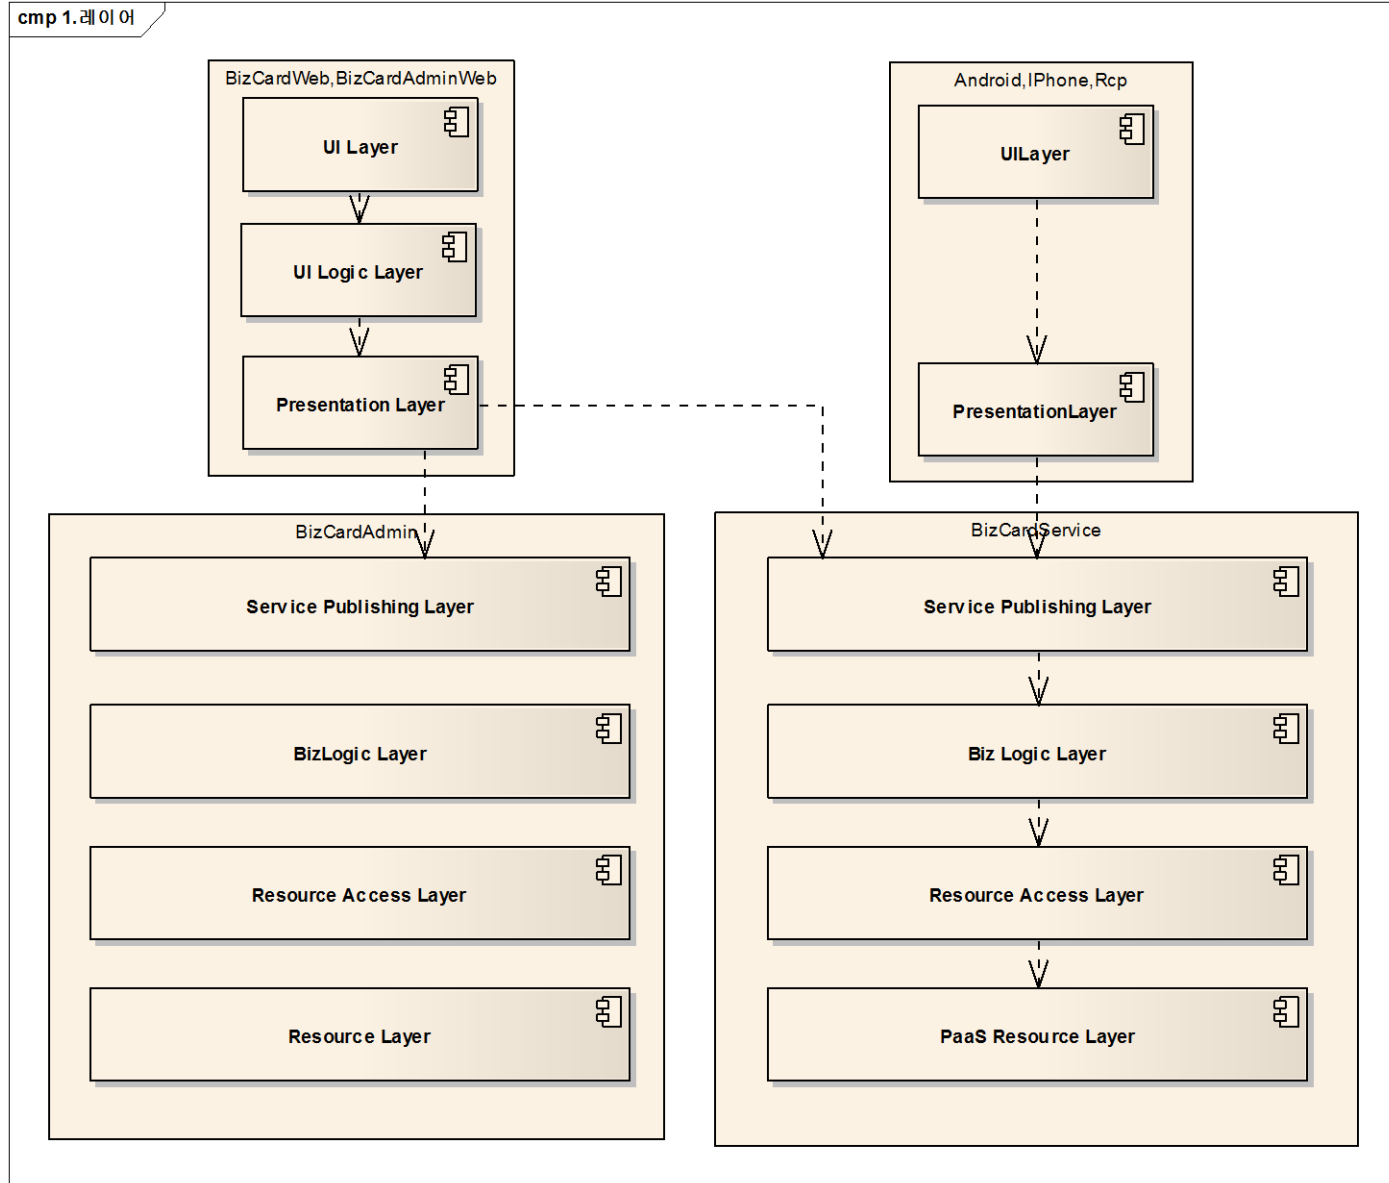 cmp 1.레이어
BizCardWeb,BizCardAdminWeb
UI Layer
UI Logic Layer
Presentation Layer
Android,IPhone,Rcp
UILayer
PresentationLayer
BizCardAdmin
Service Publishing Layer
BizLogic Layer
Resource Access Layer
Resource Layer
BizCardService
Service Publishing Layer
Biz Logic Layer
Resource Access Layer
PaaS Resource Layer